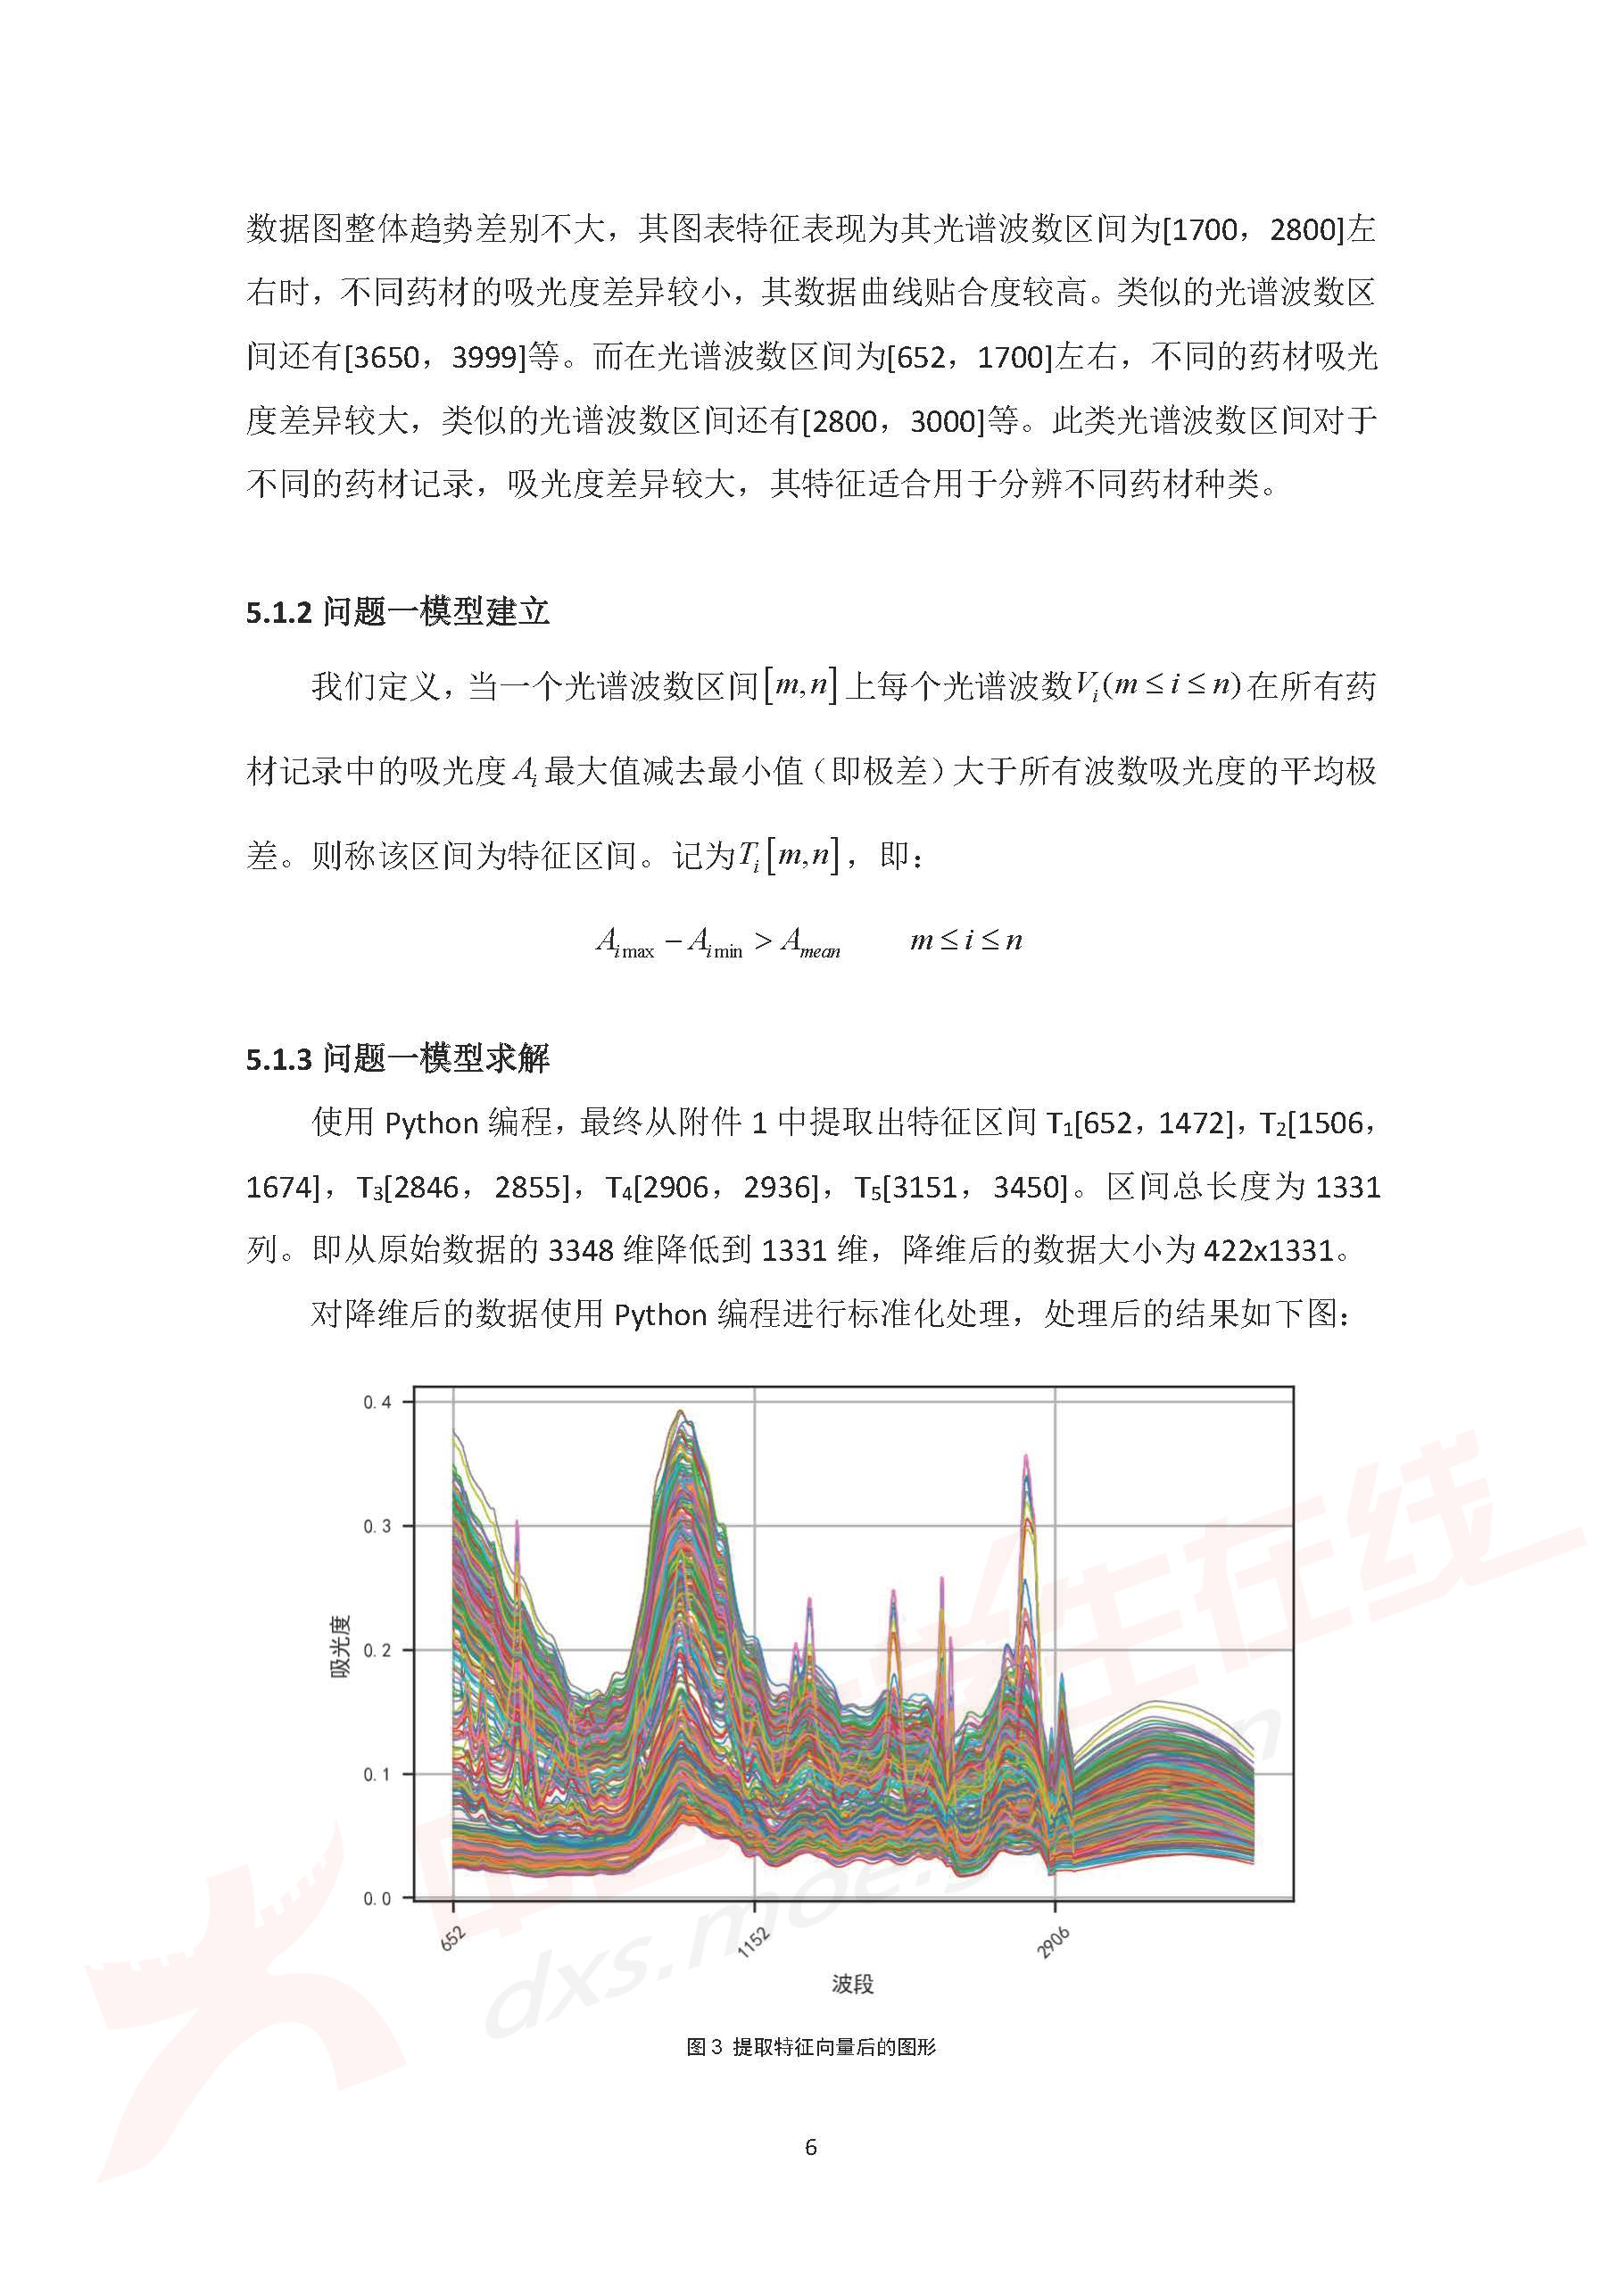 数据图整体趋势差别不大，其图表特征表现为其光谱波数区间为[1700，2800]左
右时，不同药材的吸光度差异较小，其数据曲线贴合度较高。类似的光谱波数区
间还有[3650，3999]等。而在光谱波数区间为[652，1700]左右，不同的药材吸光
度差异较大，类似的光谱波数区间还有[2800，3000]等。此类光谱波数区间对于
不同的药材记录，吸光度差异较大，其特征适合用于分辨不同药材种类。
5.1.2 问题一模型建立
我们定义，当一个光谱波数区间[m,n]上每个光谱波数V_i(m≤i≤n)在所有药
材记录中的吸光度A_i最大值减去最小值（即极差）大于所有波数吸光度的平均极
差。则称该区间为特征区间。记为T_i[m,n]，即：
A_{i max} − A_{i min} > A_{mean}    m≤i≤n
5.1.3 问题一模型求解
使用 Python 编程，最终从附件 1 中提取出特征区间 T₁[652，1472]，T₂[1506，
1674]，T₃[2846，2855]，T₄[2906，2936]，T₅[3151，3450]。区间总长度为 1331
列。即从原始数据的 3348 维降低到 1331 维，降维后的数据大小为 422x1331。
对降维后的数据使用 Python 编程进行标准化处理，处理后的结果如下图：
0.4
0.3
0.2
0.1
0.0
吸光度
652
1152
2906
波段
图 3 提取特征向量后的图形
6